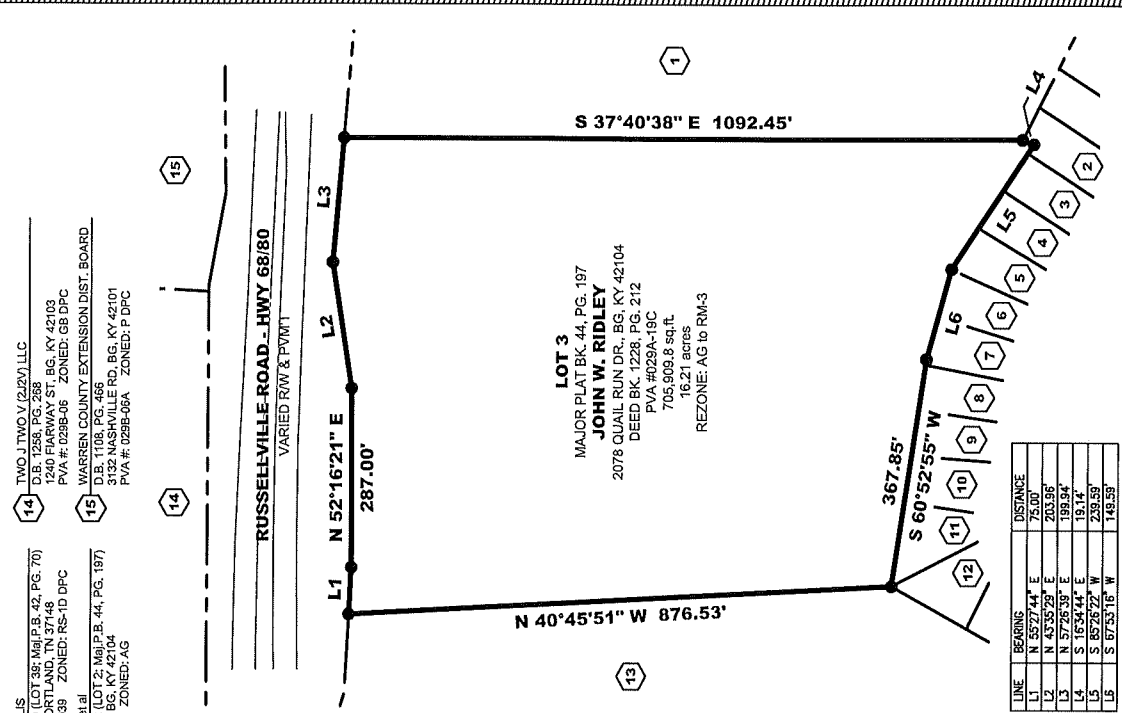 IS
(LOT 39; Maj.P.B. 42, PG. 70)
ORTLAND, TN 37148
39 ZONED: RS-1D DPC
et al
(LOT 2; Maj.P.B. 44, PG. 197)
BG, KY 42104
ZONED: AG
14
TWO J TWO V (2J2V) LLC
D.B. 1258, PG. 268
1240 FIARWAY ST, BG, KY 42103
PVA #: 029B-06 ZONED: GB DPC
15
WARREN COUNTY EXTENSION DIST. BOARD
D.B. 1108, PG. 466
3132 NASHVILLE RD, BG, KY 42101
PVA #: 029B-06A ZONED: P DPC
14
15
RUSSELLVILLE ROAD - HWY 68/80
VARIED R/W & PVM'T
L1
N 52°16'21" E
287.00'
L2
L3
1
S 37°40'38" E 1092.45'
LOT 3
MAJOR PLAT BK. 44, PG. 197
JOHN W. RIDLEY
2078 QUAIL RUN DR., BG, KY 42104
DEED BK. 1228, PG. 212
PVA #029A-19C
705,909.8 sq.ft.
16.21 acres
REZONE: AG to RM-3
N 40°45'51" W 876.53'
13
367.85'
S 60°52'55" W
L6
L5
L4
12
11
10
9
8
7
6
5
4
3
2
LINE BEARING DISTANCE
L1 N 55°27'44" E 75.00'
L2 N 43°35'29" E 203.96'
L3 N 57°26'39" E 199.94'
L4 S 16°34'44" E 19.14'
L5 S 85°26'22" W 239.59'
L6 S 67°53'16" W 149.59'